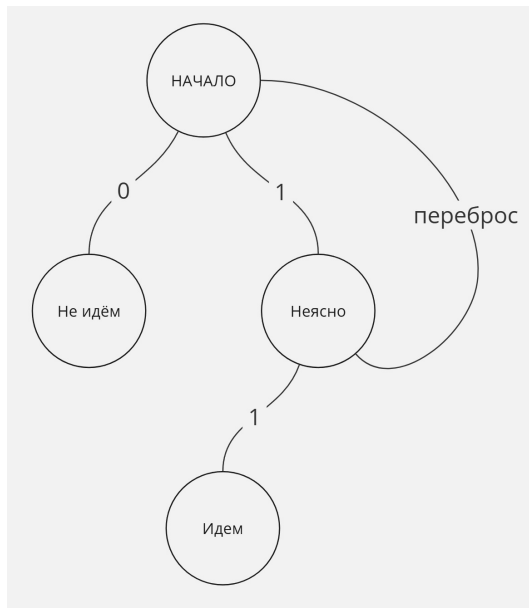 НАЧАЛО
0
1
переброс
Не идём
Неясно
1
Идем